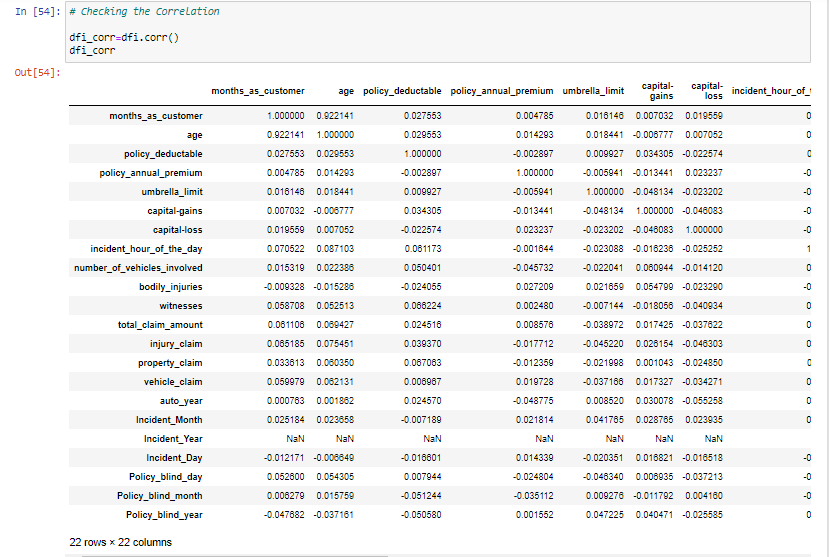 In [54]: # Checking the Correlation
dfi_corr=dfi.corr()
dfi_corr
Out[54]:
months_as_customer age policy_deductable policy_annual_premium umbrella_limit capital-gains capital-loss incident_hour_of_
months_as_customer 1.000000 0.922141 0.027553 0.004785 0.016146 0.007032 0.019559 0
age 0.922141 1.000000 0.029553 0.014293 0.018441 -0.006777 0.007052 0
policy_deductable 0.027553 0.029553 1.000000 -0.002897 0.009927 0.034305 -0.022574 0
policy_annual_premium 0.004785 0.014293 -0.002897 1.000000 -0.005941 -0.013441 0.023237 -0
umbrella_limit 0.016146 0.018441 0.009927 -0.005941 1.000000 -0.048134 -0.023202 -0
capital-gains 0.007032 -0.006777 0.034305 -0.013441 -0.048134 1.000000 -0.046083 -0
capital-loss 0.019559 0.007052 -0.022574 0.023237 -0.023202 -0.046083 1.000000 -0
incident_hour_of_the_day 0.070522 0.087103 0.061173 -0.001644 -0.023088 -0.016236 -0.025252 1
number_of_vehicles_involved 0.015319 0.022386 0.050401 -0.045732 -0.022041 0.060944 -0.014120 0
bodily_injuries -0.009328 -0.015286 -0.024055 0.027209 0.021659 0.054799 -0.023290 -0
witnesses 0.058708 0.052513 0.066224 0.002480 -0.007144 -0.018056 -0.040934 0
total_claim_amount 0.061106 0.069427 0.024516 0.008576 -0.038972 0.017425 -0.037622 0
injury_claim 0.065185 0.075451 0.039370 -0.017712 -0.045220 0.026154 -0.046303 0
property_claim 0.033613 0.060350 0.067063 -0.012359 -0.021998 0.001043 -0.024850 0
vehicle_claim 0.059979 0.062131 0.006967 0.019728 -0.037166 0.017327 -0.034271 0
auto_year 0.000763 0.001862 0.024570 -0.048775 0.008520 0.030078 -0.055258 0
Incident_Month 0.025184 0.023658 -0.007189 0.021814 0.041765 0.028765 0.023935 0
Incident_Year NaN NaN NaN NaN NaN NaN NaN
Incident_Day -0.012171 -0.006649 -0.016601 0.014339 -0.020351 0.016821 -0.016518 -0
Policy_blind_day 0.052600 0.054305 0.007944 -0.024804 -0.046340 0.006935 -0.037213 -0
Policy_blind_month 0.006279 0.015759 -0.051244 -0.035112 0.009276 -0.011792 0.004160 -0
Policy_blind_year -0.047682 -0.037161 -0.050580 0.001552 0.047225 0.040471 -0.025585 0
22 rows × 22 columns